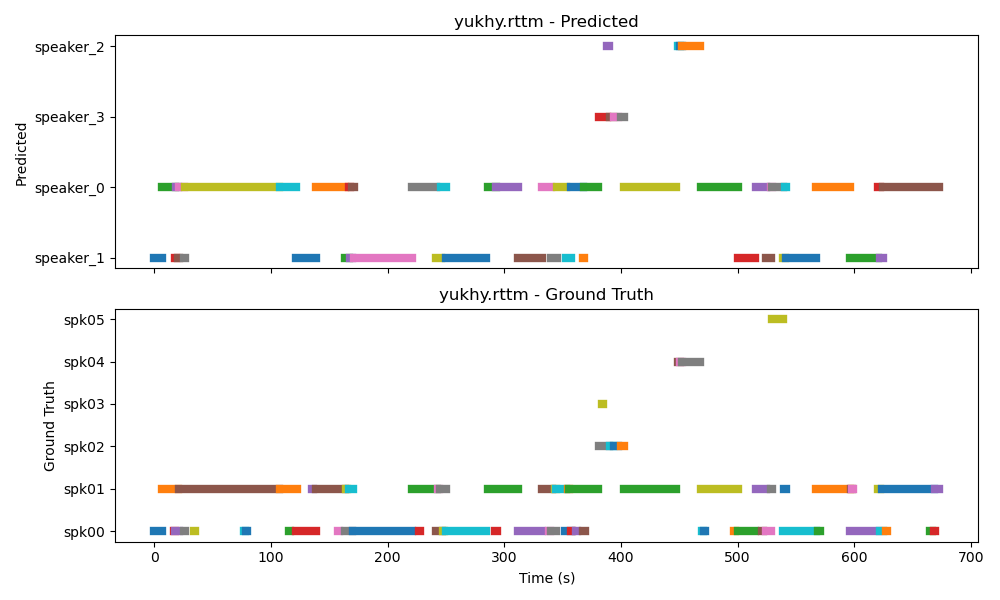 yukhy.rttm - Predicted
speaker_2
speaker_3
speaker_0
speaker_1
Predicted
yukhy.rttm - Ground Truth
spk05
spk04
spk03
spk02
spk01
spk00
Ground Truth
0 100 200 300 400 500 600 700
Time (s)